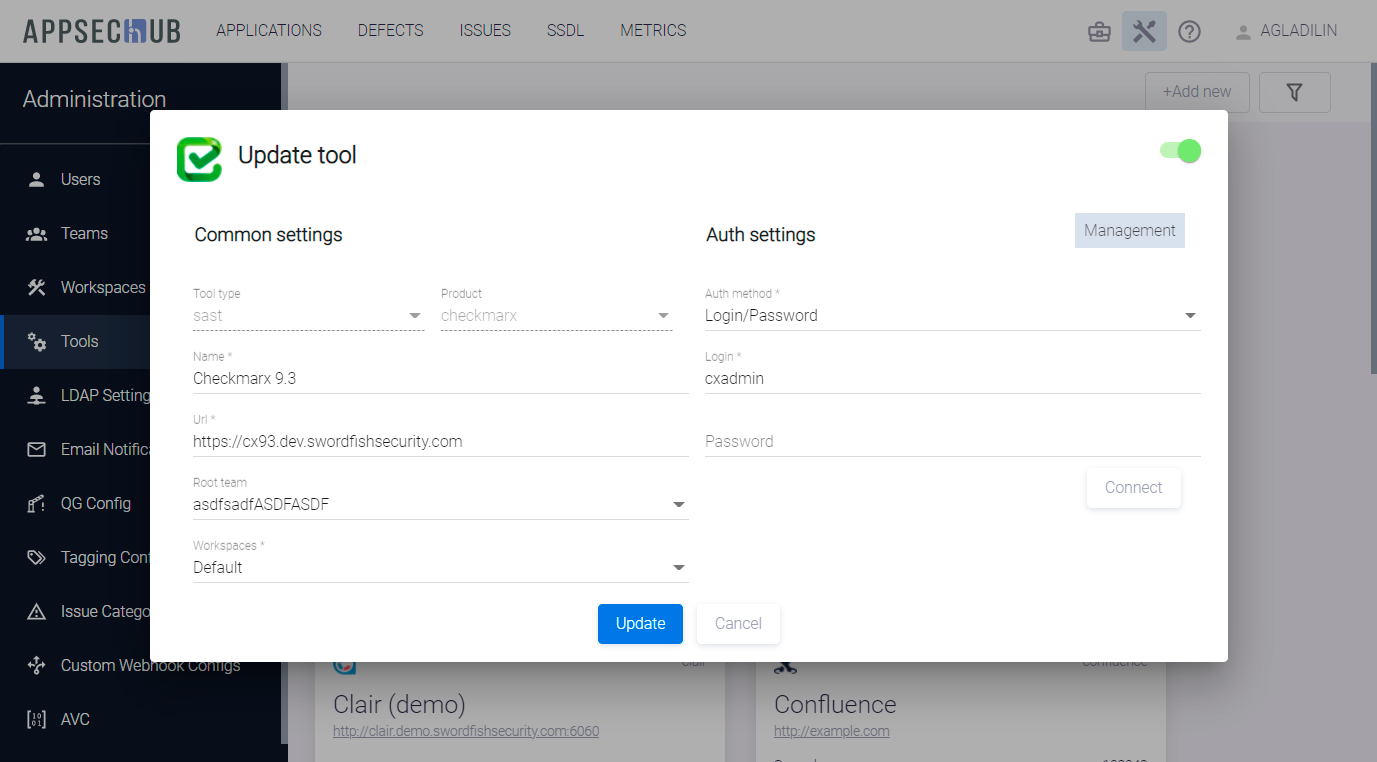 APPSECHUB APPLICATIONS DEFECTS ISSUES SSDL METRICS AGLADILIN
Administration
+Add new
Users
Teams
Workspaces
Tools
LDAP Setting
Email Notific
QG Config
Tagging Conf
Issue Catego
Custom Webhook Configs
AVC
Update tool
Common settings
Tool type
sast
Product
checkmarx
Name *
Checkmarx 9.3
Url *
https://cx93.dev.swordfishsecurity.com
Root team
asdfsadfASDFASDF
Workspaces *
Default
Auth settings
Management
Auth method *
Login/Password
Login *
cxadmin
Password
Connect
Update
Cancel
Clair
Clair (demo)
http://clair.demo.swordfishsecurity.com:6060
Confluence
Confluence
http://example.com